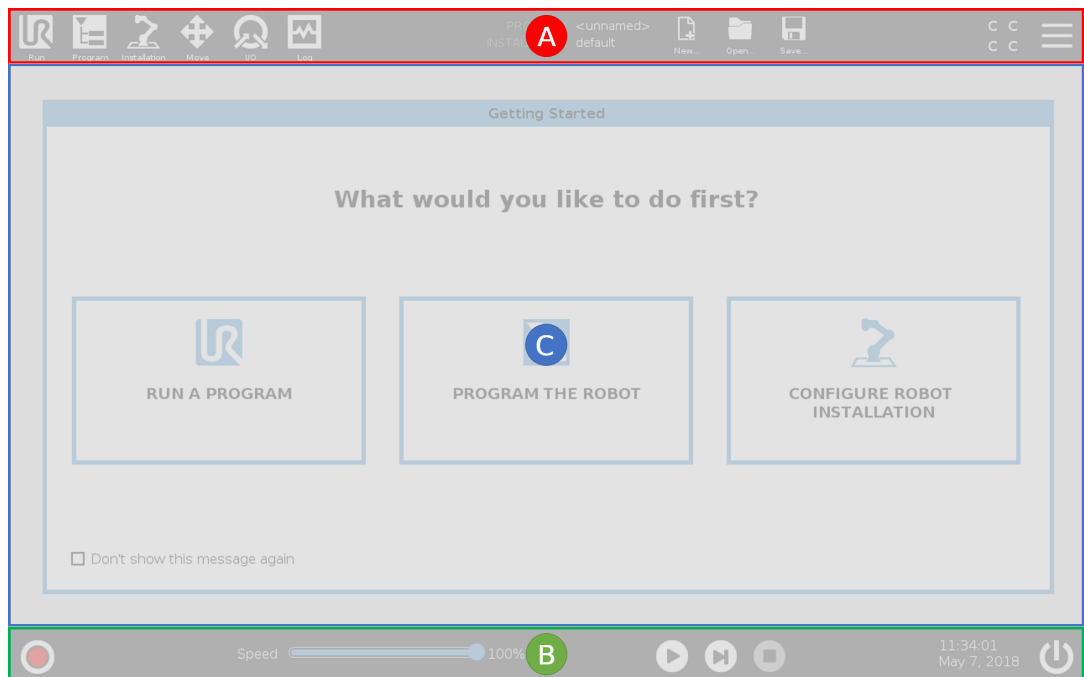 <unnamed>
A
default
Run
Program
Installation
Move
I/O
Log
New...
Open...
Save...
C C
C C
Getting Started
What would you like to do first?
C
RUN A PROGRAM
PROGRAM THE ROBOT
CONFIGURE ROBOT
INSTALLATION
Don't show this message again
Speed
100%
B
11:34:01
May 7, 2018